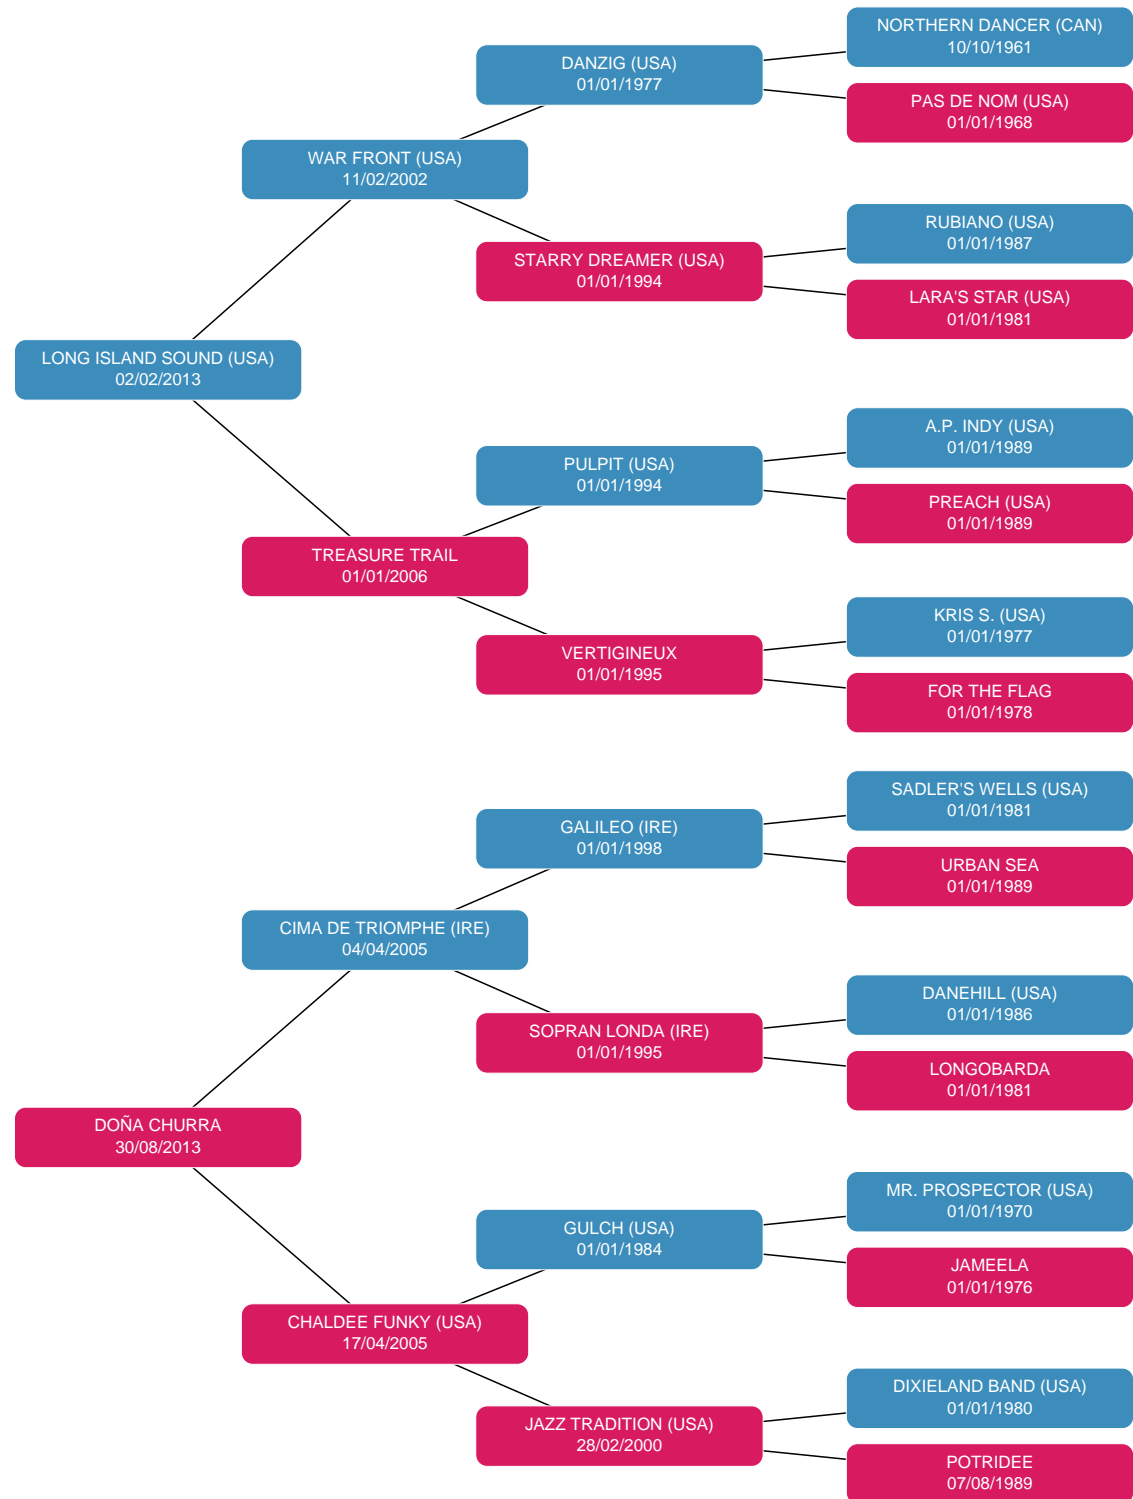 NORTHERN DANCER (CAN)
10/10/1961
DANZIG (USA)
01/01/1977
PAS DE NOM (USA)
01/01/1968
WAR FRONT (USA)
11/02/2002
RUBIANO (USA)
01/01/1987
STARRY DREAMER (USA)
01/01/1994
LARA'S STAR (USA)
01/01/1981
LONG ISLAND SOUND (USA)
02/02/2013
A.P. INDY (USA)
01/01/1989
PULPIT (USA)
01/01/1994
PREACH (USA)
01/01/1989
TREASURE TRAIL
01/01/2006
KRIS S. (USA)
01/01/1977
VERTIGINEUX
01/01/1995
FOR THE FLAG
01/01/1978
SADLER'S WELLS (USA)
01/01/1981
GALILEO (IRE)
01/01/1998
URBAN SEA
01/01/1989
CIMA DE TRIOMPHE (IRE)
04/04/2005
DANEHILL (USA)
01/01/1986
SOPRAN LONDA (IRE)
01/01/1995
LONGOBARDA
01/01/1981
DOÑA CHURRA
30/08/2013
MR. PROSPECTOR (USA)
01/01/1970
GULCH (USA)
01/01/1984
JAMEELA
01/01/1976
CHALDEE FUNKY (USA)
17/04/2005
DIXIELAND BAND (USA)
01/01/1980
JAZZ TRADITION (USA)
28/02/2000
POTRIDEE
07/08/1989